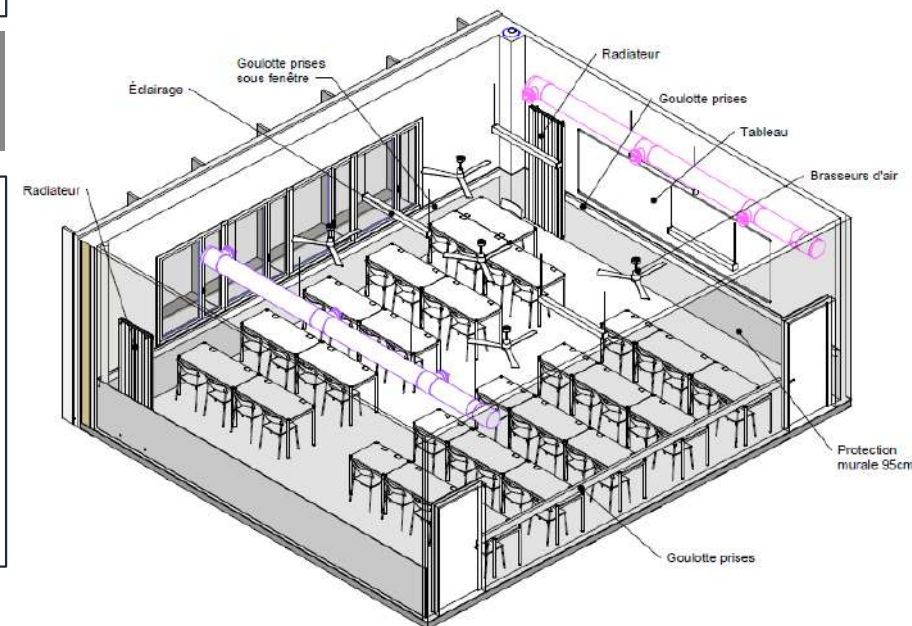 Radiateur
Goulotte prises
sous fenêtre
Éclairage
Goulotte prises
Tableau
Brasseurs d'air
Radiateur
Protection
murale 95cm
Goulotte prises